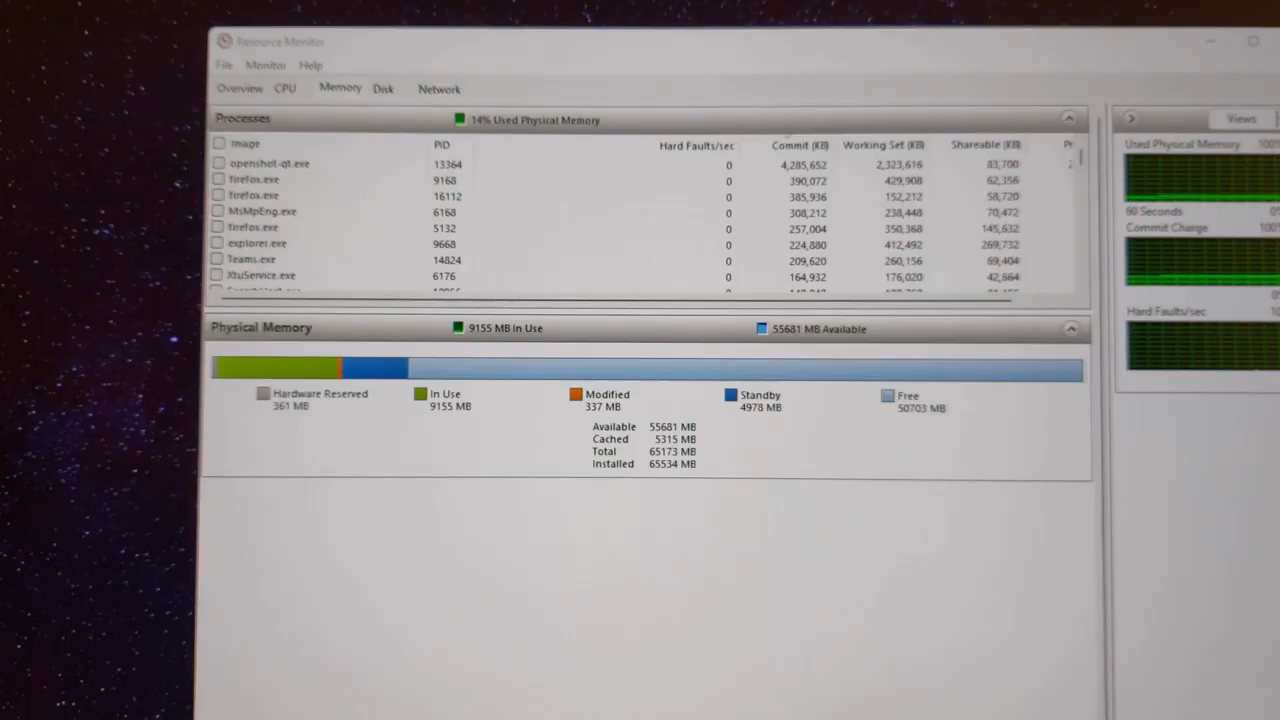 Resource Monitor
File Monitor Help
Overview CPU Memory Disk Network
Processes 14% Used Physical Memory
Image PID Hard Faults/sec Commit (KB) Working Set (KB) Shareable (KB)
openshot-qt.exe 13364 0 4,285,652 2,323,616 83,700
firefox.exe 9168 0 390,072 429,908 62,356
firefox.exe 16112 0 385,936 152,212 58,720
MsMpEng.exe 6168 0 308,212 238,448 70,472
firefox.exe 5132 0 257,004 350,368 145,632
explorer.exe 9668 0 224,880 412,492 269,732
Teams.exe 14824 0 209,620 260,156 69,404
XtuService.exe 6176 0 164,932 176,020 42,664
Physical Memory 9155 MB In Use 55681 MB Available
Hardware Reserved
361 MB
In Use
9155 MB
Modified
337 MB
Standby
4978 MB
Free
50703 MB
Available 55681 MB
Cached 5315 MB
Total 65173 MB
Installed 65534 MB
Views
Used Physical Memory 100%
60 Seconds
Commit Charge 100%
Hard Faults/sec